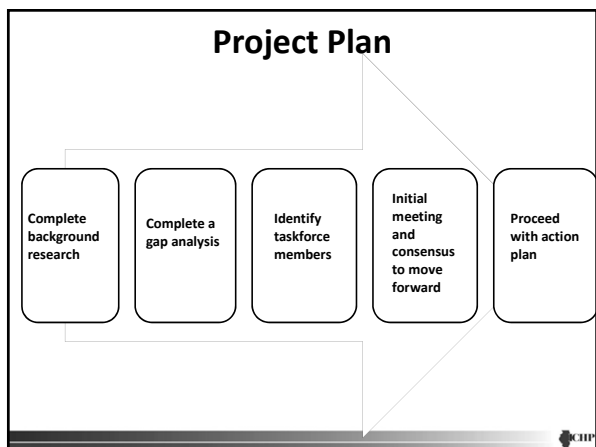 Project Plan
Complete
background
research
Complete a
gap analysis
Identify
taskforce
members
Initial
meeting
and
consensus
to move
forward
Proceed
with action
plan
ICHP